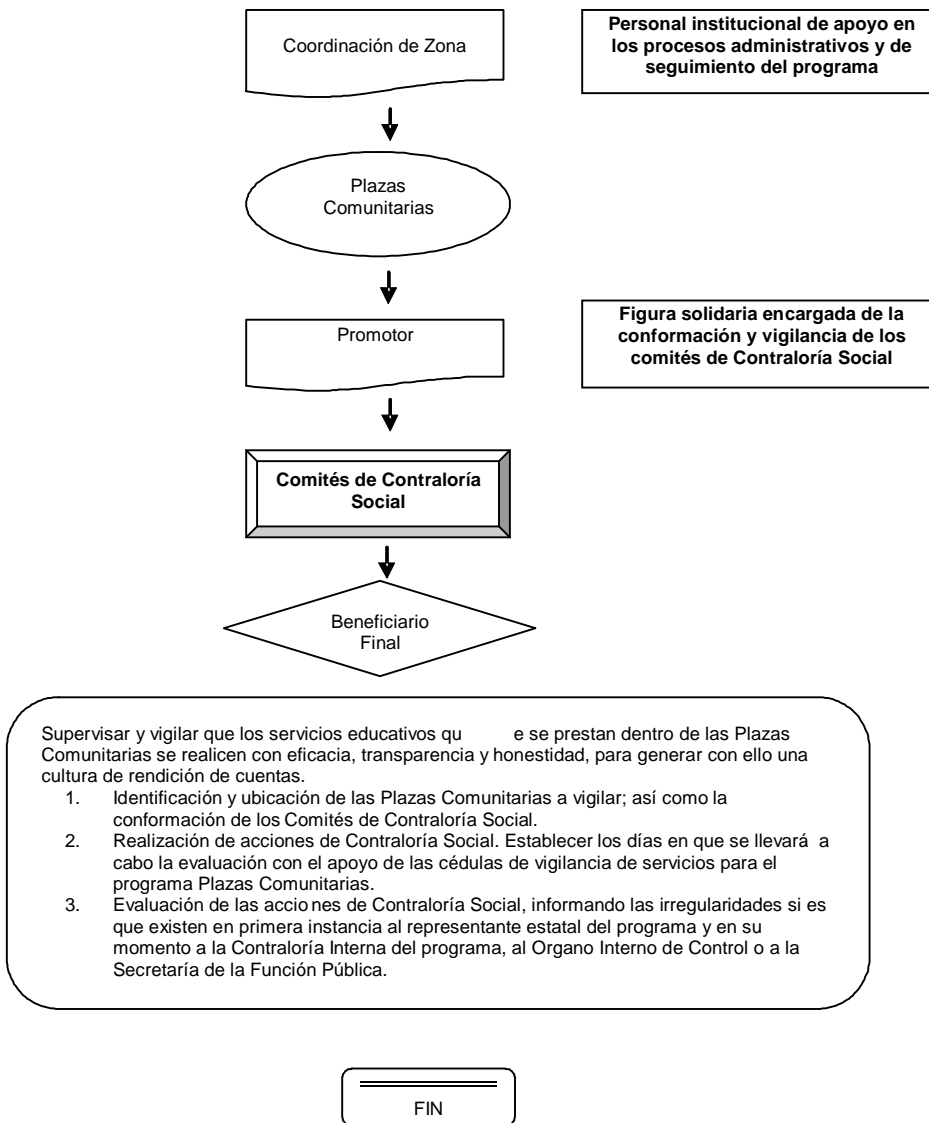 Coordinación de Zona
Personal institucional de apoyo en
los procesos administrativos y de
seguimiento del programa
Plazas
Comunitarias
Promotor
Figura solidaria encargada de la
conformación y vigilancia de los
comités de Contraloría Social
Comités de Contraloría
Social
Beneficiario
Final
Supervisar y vigilar que los servicios educativos qu e se prestan dentro de las Plazas
Comunitarias se realicen con eficacia, transparencia y honestidad, para generar con ello una
cultura de rendición de cuentas.
1. Identificación y ubicación de las Plazas Comunitarias a vigilar; así como la
conformación de los Comités de Contraloría Social.
2. Realización de acciones de Contraloría Social. Establecer los días en que se llevará a
cabo la evaluación con el apoyo de las cédulas de vigilancia de servicios para el
programa Plazas Comunitarias.
3. Evaluación de las acciones de Contraloría Social, informando las irregularidades si es
que existen en primera instancia al representante estatal del programa y en su
momento a la Contraloría Interna del programa, al Organo Interno de Control o a la
Secretaría de la Función Pública.
FIN